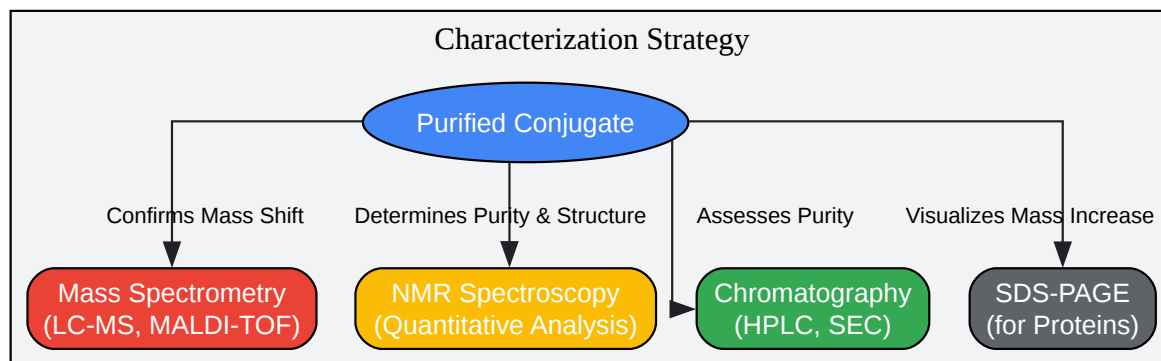 Characterization Strategy
Purified Conjugate
Confirms Mass Shift
Determines Purity & Structure
Assesses Purity
Visualizes Mass Increase
Mass Spectrometry
(LC-MS, MALDI-TOF)
NMR Spectroscopy
(Quantitative Analysis)
Chromatography
(HPLC, SEC)
SDS-PAGE
(for Proteins)